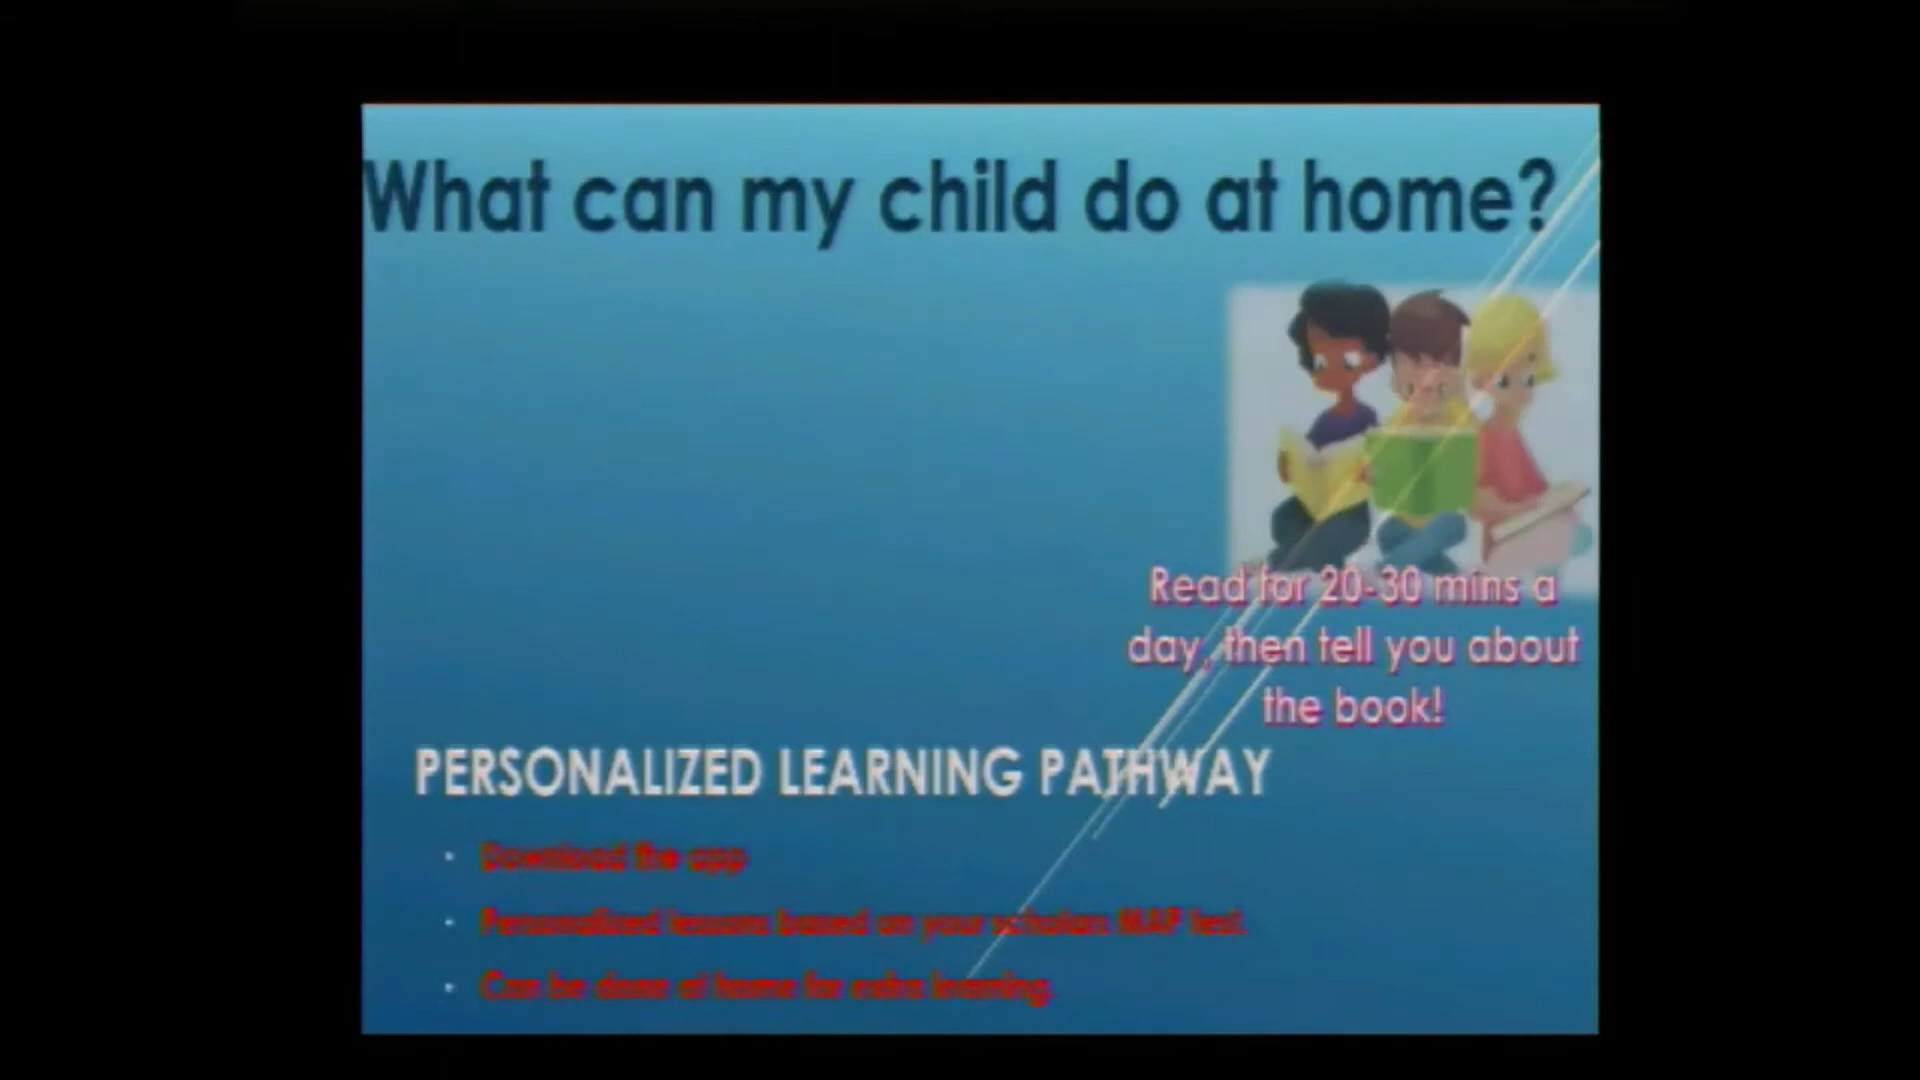 What can my child do at home?
Read for 20-30 mins a
day, then tell you about
the book!
PERSONALIZED LEARNING PATHWAY
Download the app
Personalized lessons based on your scholars MAP test.
Can be done at home for extra learning.